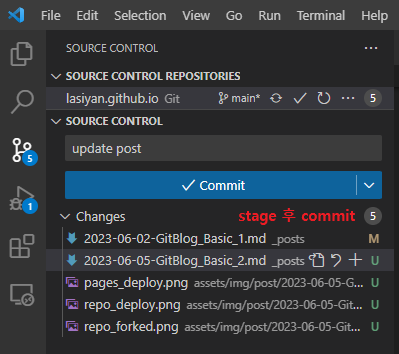 File Edit Selection View Go Run Terminal Help
SOURCE CONTROL
SOURCE CONTROL REPOSITORIES
lasiyan.github.io Git main* 5
SOURCE CONTROL
update post
Commit
Changes stage 후 commit 5
2023-06-02-GitBlog_Basic_1.md _posts M
2023-06-05-GitBlog_Basic_2.md _posts U
pages_deploy.png assets/img/post/2023-06-05-G... U
repo_deploy.png assets/img/post/2023-06-05-Git... U
repo_forked.png assets/img/post/2023-06-05-Git... U
5
1